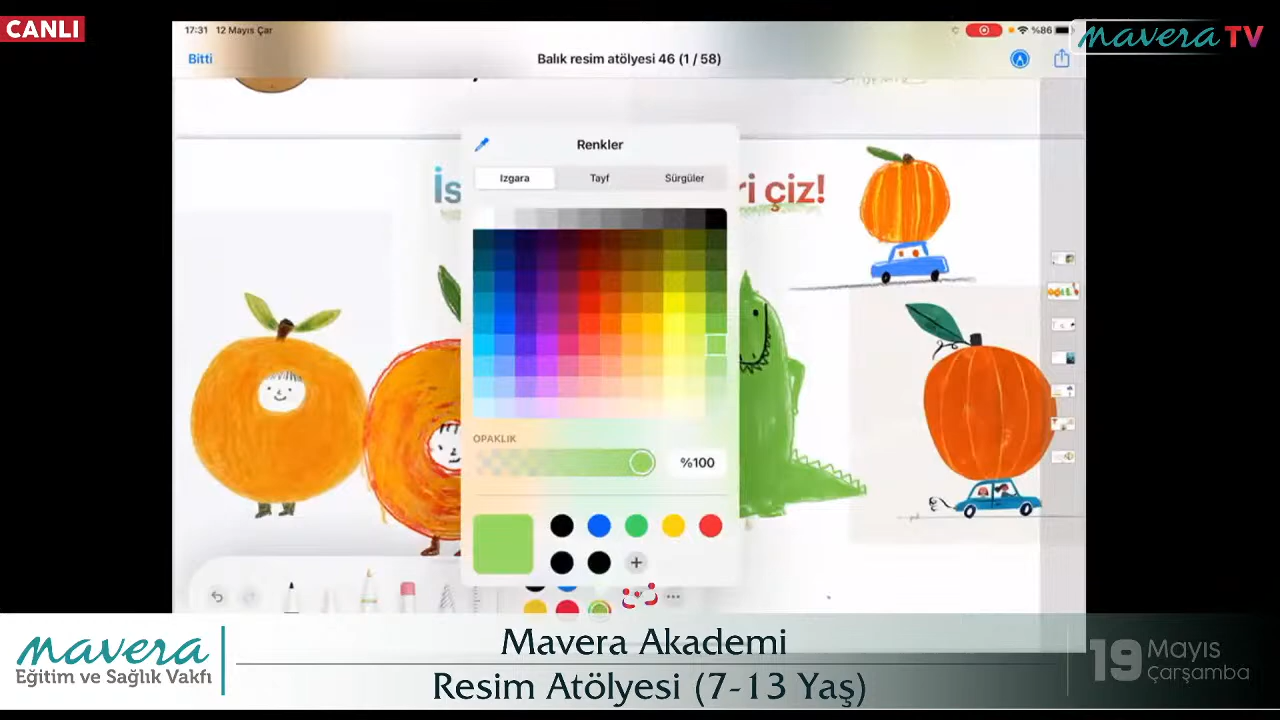 CANLI
17:31 12 Mayıs Çar
%86
mavera TV
Bitti
Balık resim atölyesi 46 (1 / 58)
Renkler
Izgara
Tayf
Sürgüler
İs
ri çiz!
OPAKLIK
%100
mavera
Eğitim ve Sağlık Vakfı
Mavera Akademi
Resim Atölyesi (7-13 Yaş)
19 Mayıs
Çarşamba